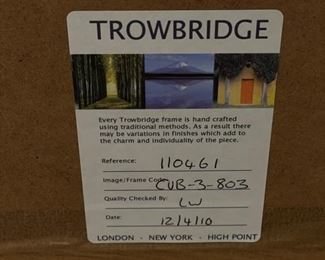 TROWBRIDGE
Every Trowbridge frame is hand crafted
using traditional methods. As a result there
may be variations in finishes which add to
the charm and individuality of the piece.
Reference: 110461
Image/Frame Code: CUB-3-803
Quality Checked By: LW
Date: 12/4/10
LONDON - NEW YORK - HIGH POINT